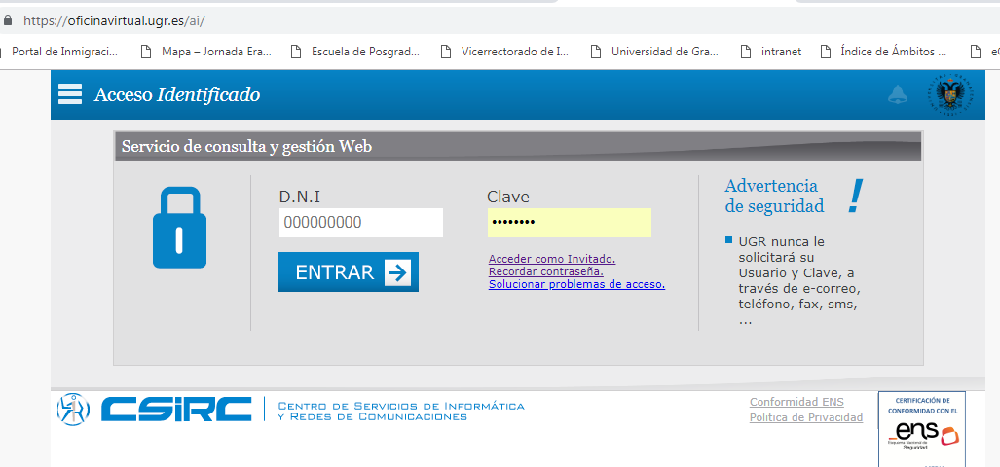 https://oficinavirtual.ugr.es/ai/
Portal de Inmigraci... Mapa – Jornada Era... Escuela de Posgrad... Vicerrectorado de I... Universidad de Gra... intranet Índice de Ámbitos ...
Acceso Identificado
Servicio de consulta y gestión Web
D.N.I
000000000
Clave
••••••••
ENTRAR
Acceder como Invitado.
Recordar contraseña.
Solucionar problemas de acceso.
Advertencia
de seguridad
!
UGR nunca le
solicitará su
Usuario y Clave, a
través de e-correo,
teléfono, fax, sms,
...
CSIRC
Centro de Servicios de Informática
y Redes de Comunicaciones
Conformidad ENS
Politica de Privacidad
CERTIFICACIÓN DE
CONFORMIDAD CON EL
ens
Esquema Nacional de
Seguridad